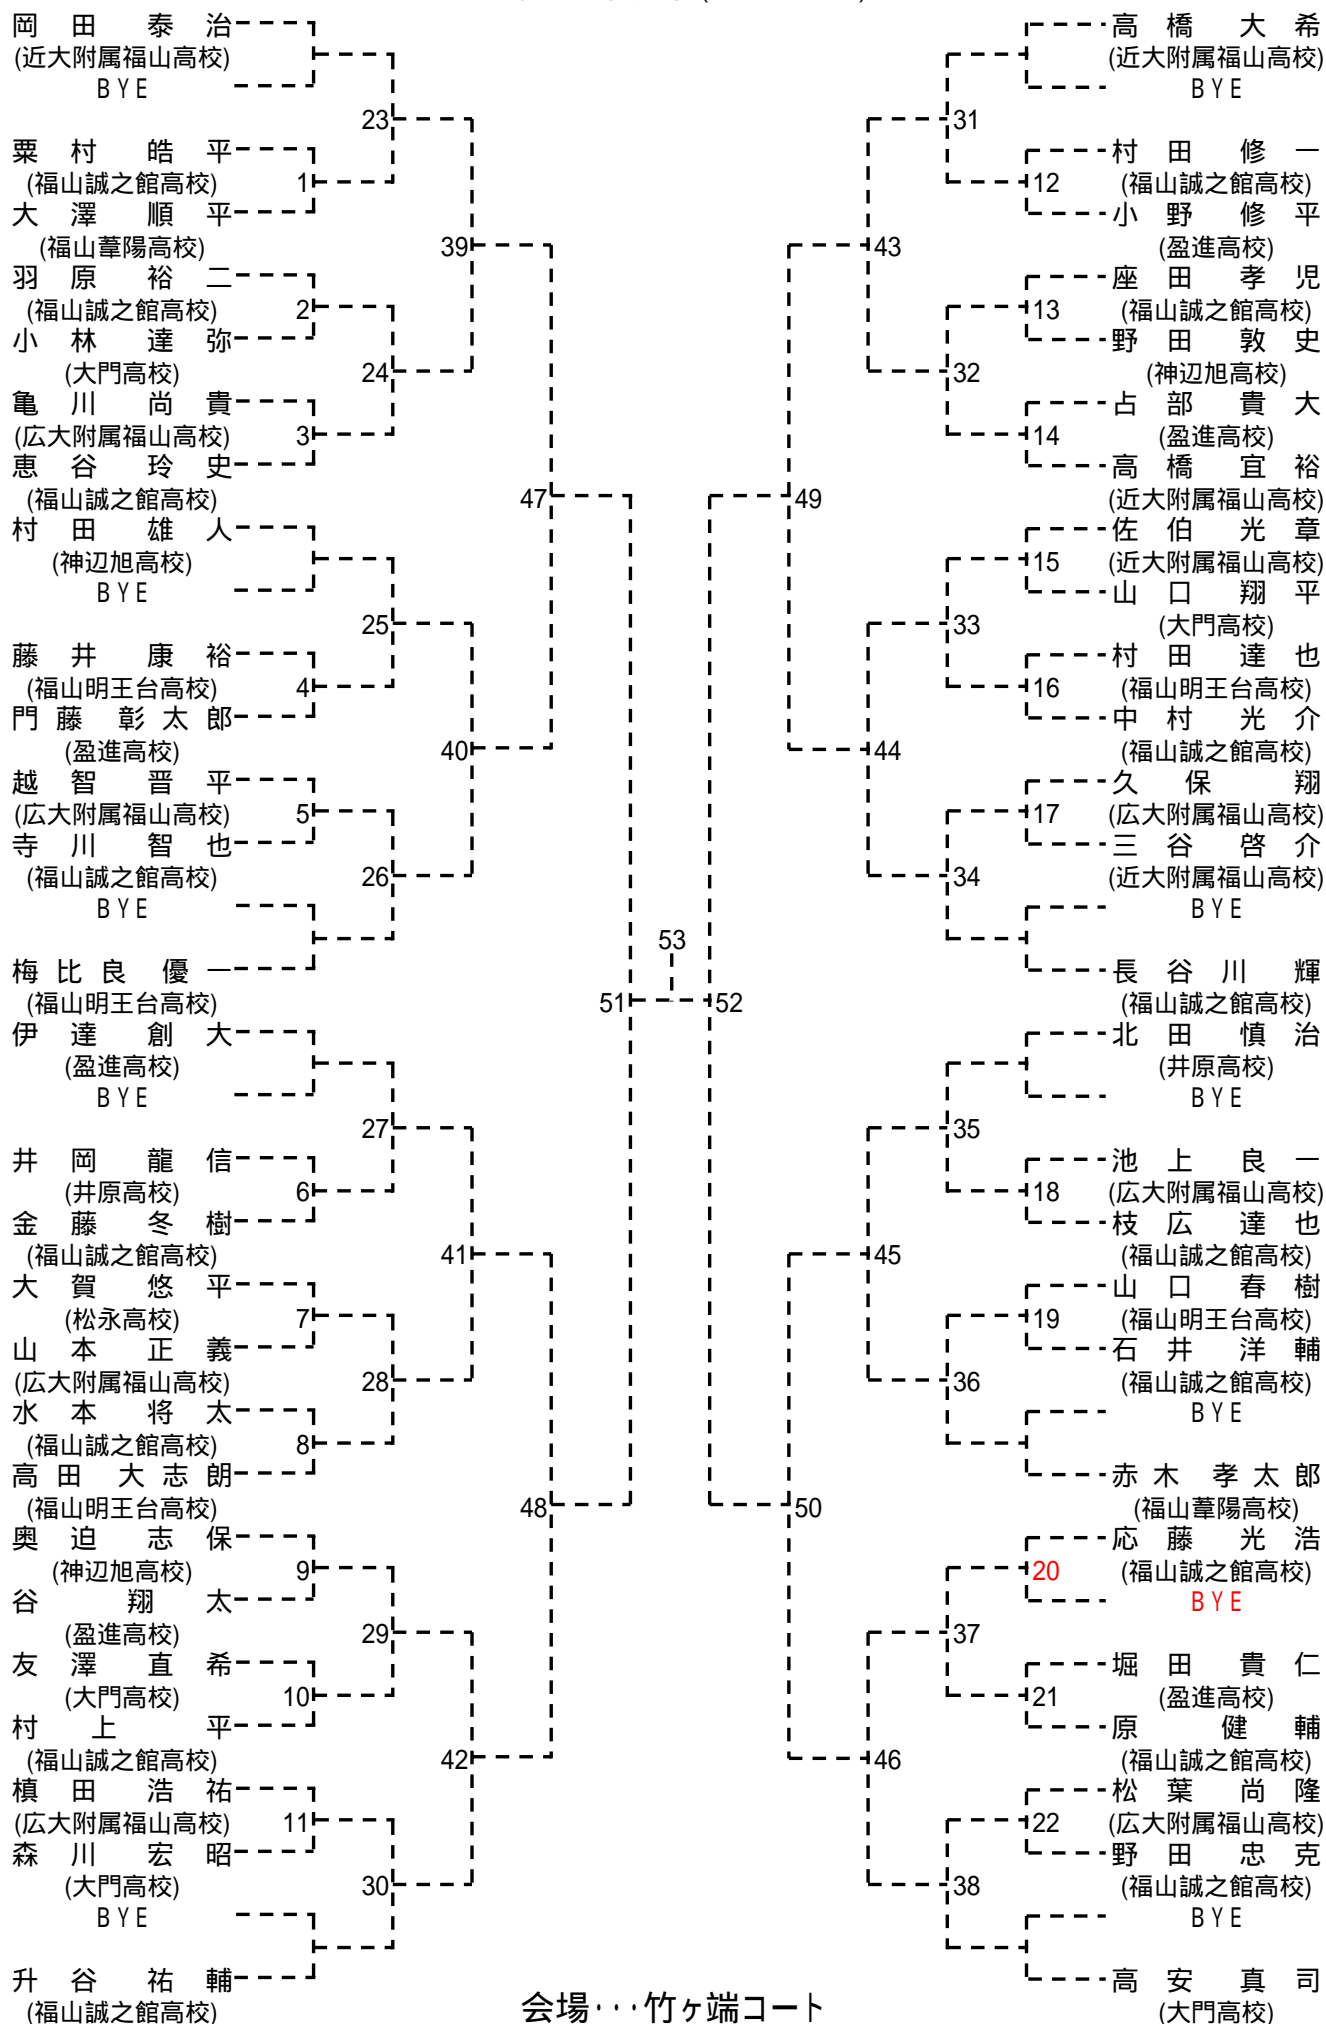 岡田 泰治
(近大附属福山高校)
BYE
23
粟村 皓平
(福山誠之館高校)
1
大澤 順平
(福山葦陽高校)
39
羽原 裕二
(福山誠之館高校)
2
小林 達弥
(大門高校)
24
亀川 尚貴
(広大附属福山高校)
3
恵谷 玲史
(福山誠之館高校)
47
村田 雄人
(神辺旭高校)
BYE
25
藤井 康裕
(福山明王台高校)
4
門藤 彰太郎
(盈進高校)
40
越智 晋平
(広大附属福山高校)
5
寺川 智也
(福山誠之館高校)
26
BYE
梅比良 優一
(福山明王台高校)
51
伊達 創大
(盈進高校)
BYE
27
井岡 龍信
(井原高校)
6
金藤 冬樹
(福山誠之館高校)
41
大賀 悠平
(松永高校)
7
山本 正義
(広大附属福山高校)
28
水本 将太
(福山誠之館高校)
8
高田 大志朗
(福山明王台高校)
48
奥迫 志保
(神辺旭高校)
9
谷 翔太
(盈進高校)
29
友澤 直希
(大門高校)
10
村上 平
(福山誠之館高校)
42
槙田 浩祐
(広大附属福山高校)
11
森川 宏昭
(大門高校)
30
BYE
升谷 祐輔
(福山誠之館高校)
53
高橋 大希
(近大附属福山高校)
BYE
31
村田 修一
12
(福山誠之館高校)
小野 修平
(盈進高校)
43
座田 孝児
13
(福山誠之館高校)
野田 敦史
(神辺旭高校)
32
占部 貴大
14
(盈進高校)
高橋 宜裕
(近大附属福山高校)
49
佐伯 光章
15
(近大附属福山高校)
山口 翔平
(大門高校)
33
村田 達也
16
(福山明王台高校)
中村 光介
(福山誠之館高校)
44
久保 翔
17
(広大附属福山高校)
三谷 啓介
(近大附属福山高校)
34
BYE
長谷川 輝
(福山誠之館高校)
52
北田 慎治
(井原高校)
BYE
35
池上 良一
18
(広大附属福山高校)
枝広 達也
(福山誠之館高校)
45
山口 春樹
19
(福山明王台高校)
石井 洋輔
(福山誠之館高校)
36
BYE
赤木 孝太郎
(福山葦陽高校)
50
応藤 光浩
20
(福山誠之館高校)
BYE
37
堀田 貴仁
21
(盈進高校)
原 健輔
(福山誠之館高校)
46
松葉 尚隆
22
(広大附属福山高校)
野田 忠克
(福山誠之館高校)
38
BYE
高安 真司
(大門高校)
会場･･･竹ヶ端コート